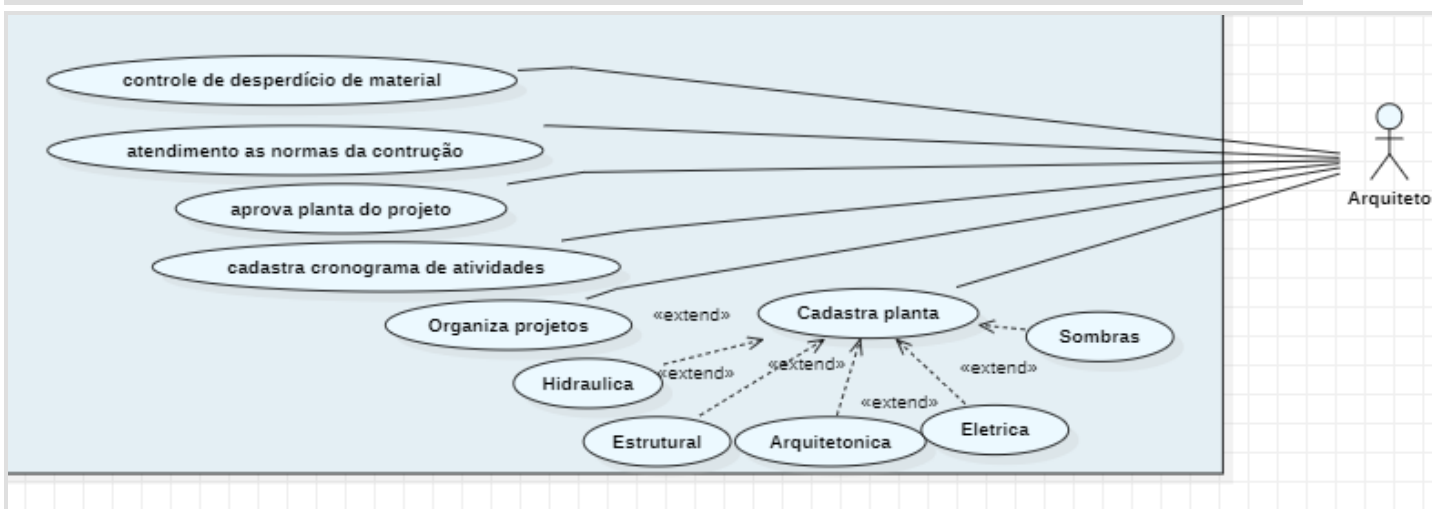 controle de desperdício de material
atendimento as normas da contrução
Arquiteto
aprova planta do projeto
cadastra cronograma de atividades
Organiza projetos
«extend»
Cadastra planta
Sombras
Hidraulica
«extend»
«extend»
«extend»
«extend»
Estrutural
Arquitetonica
Eletrica